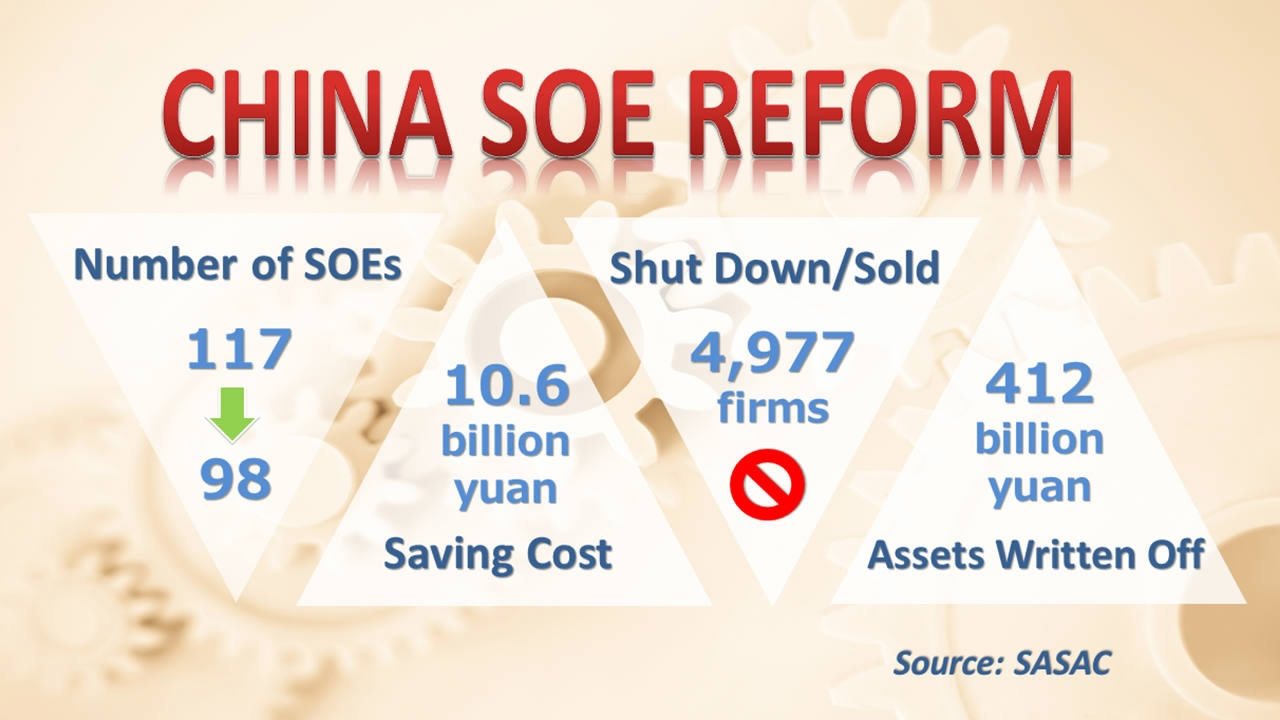 CHINA SOE REFORM
Number of SOEs
117
98
10.6
billion
yuan
Saving Cost
Shut Down/Sold
4,977
firms
412
billion
yuan
Assets Written Off
Source: SASAC